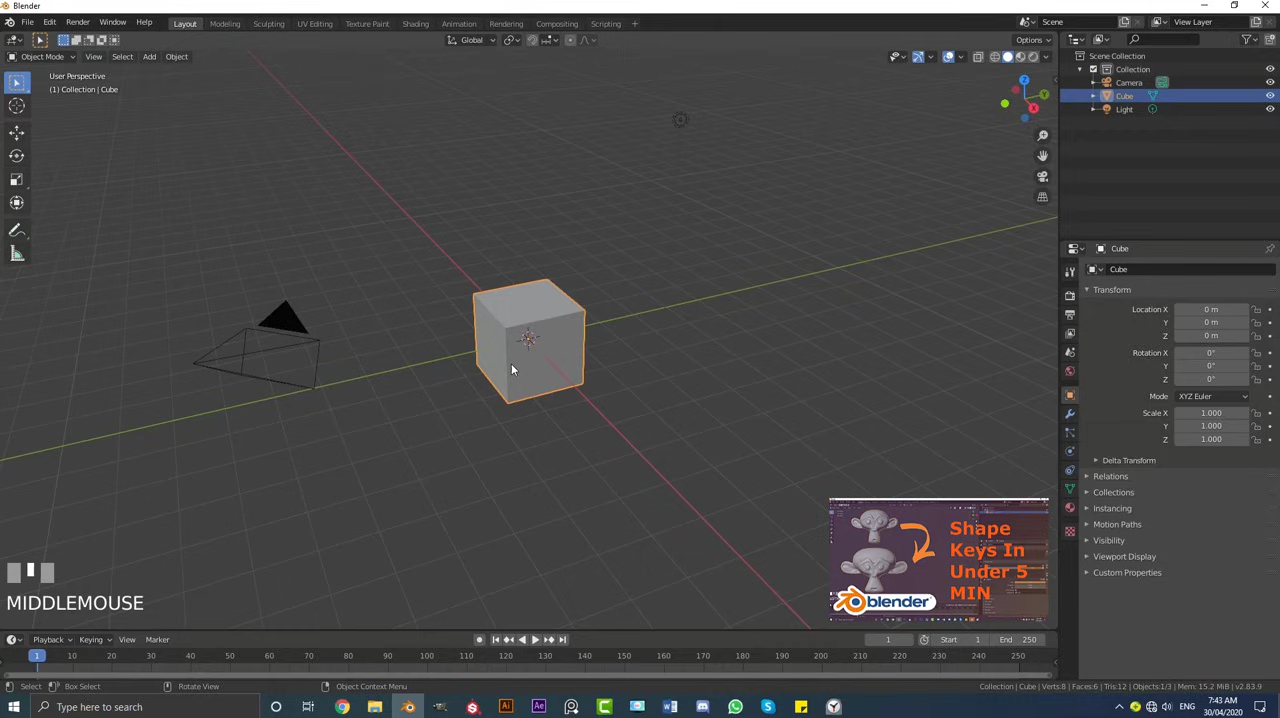 Blender
File Edit Render Window Help
Layout Modeling Sculpting UV Editing Texture Paint Shading Animation Rendering Compositing Scripting +
Scene
View Layer
Global
Options
Object Mode View Select Add Object
User Perspective
(1) Collection | Cube
Scene Collection
Collection
Camera
Cube
Light
Z
Y
X
Cube
Cube
Transform
Location X 0 m
Y 0 m
Z 0 m
Rotation X 0°
Y 0°
Z 0°
Mode XYZ Euler
Scale X 1.000
Y 1.000
Z 1.000
Delta Transform
Relations
Collections
Instancing
Motion Paths
Visibility
Viewport Display
Custom Properties
Shape
Keys In
Under 5
MIN
blender
MIDDLEMOUSE
Playback Keying View Marker
1
Start 1
End 250
1 10 20 30 40 50 60 70 80 90 100 110 120 130 140 150 160 170 180 190 200 210 220 230 240 250
Select Box Select Rotate View Object Context Menu
Collection | Cube | Verts:8 | Faces:6 | Tris:12 | Objects:1/3 | Mem: 15.2 MiB | v2.83.9
Type here to search
Ai Ae
7:43 AM
30/04/2020